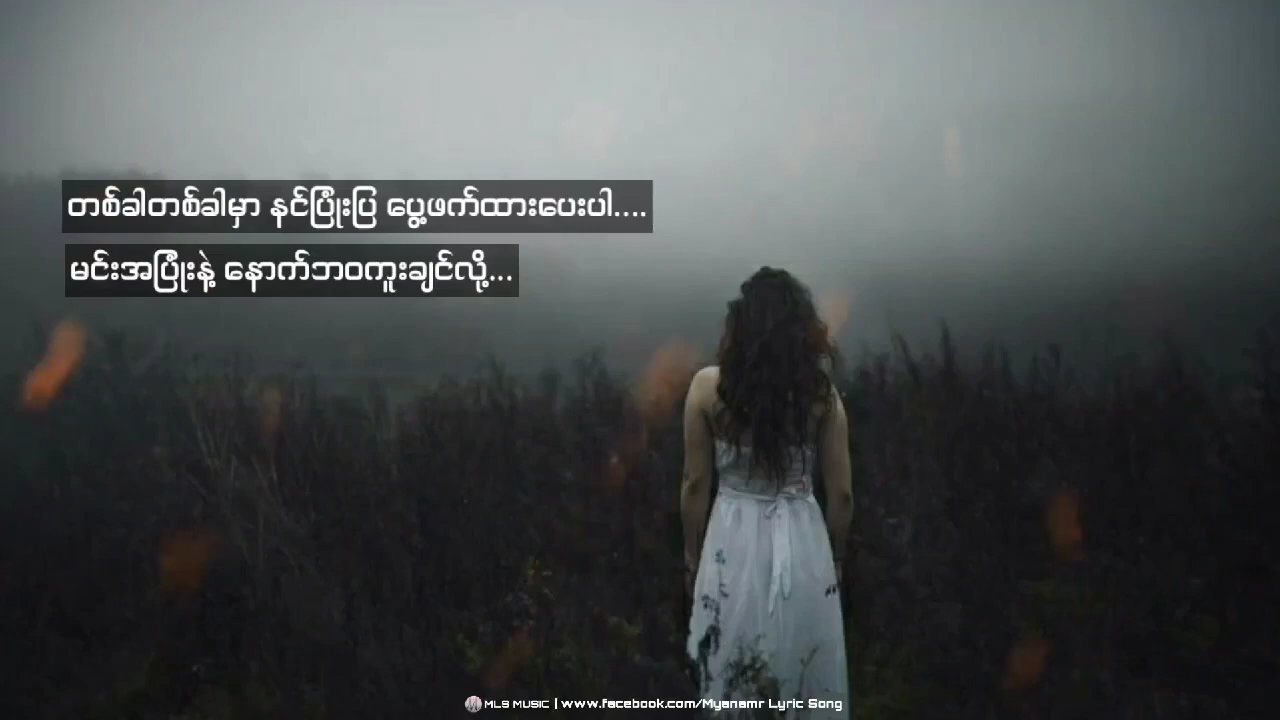 တစ်ခါတစ်ခါမှာ နင်ပြုံးပြ ပွေ့ဖက်ထားပေးပါ....
မင်းအပြုံးနဲ့ နောက်ဘဝကူးချင်လို့...
MLS MUSIC | www.facebook.com/Myanamr Lyric Song